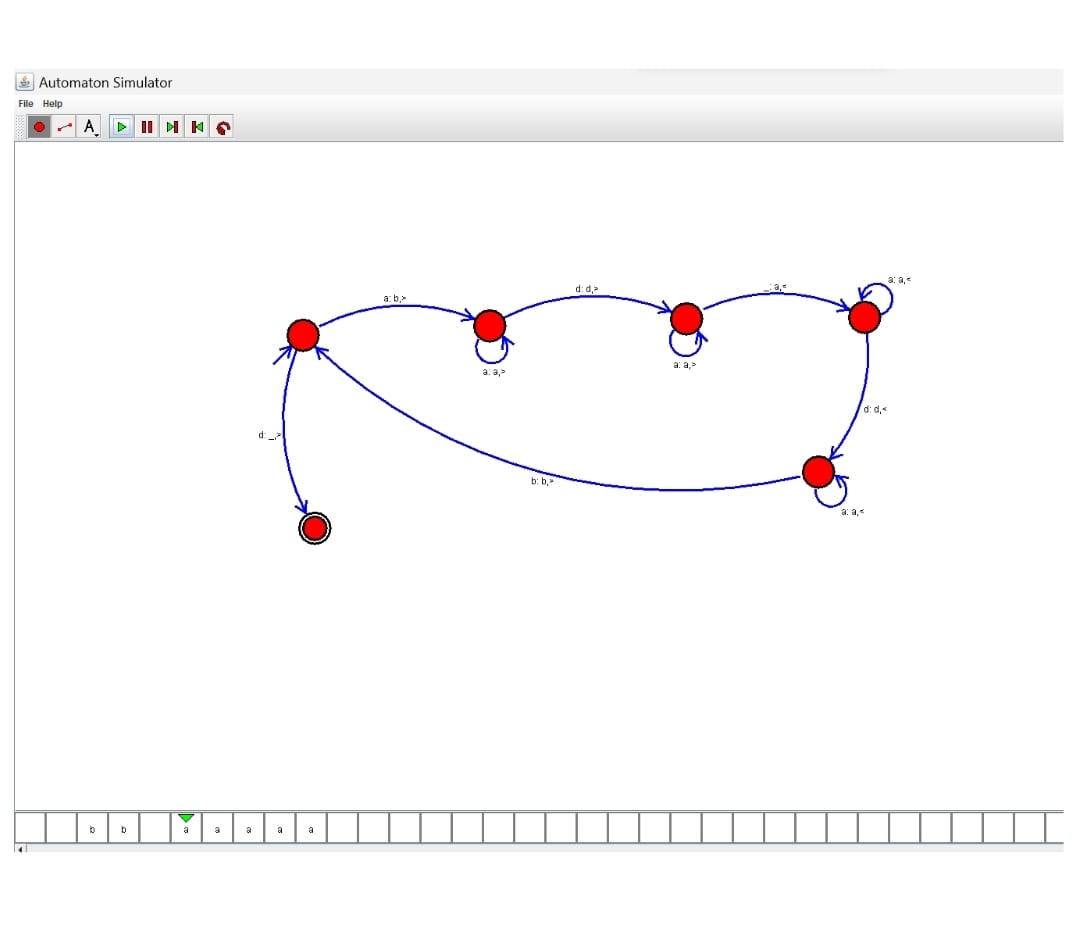 Automaton Simulator
File Help
A
a: a,<
a: b,>
d: d,>
_: a,<
a: a,>
a: a,>
d: d,<
d: _,>
b: b,>
a: a,<
b b a a a a a